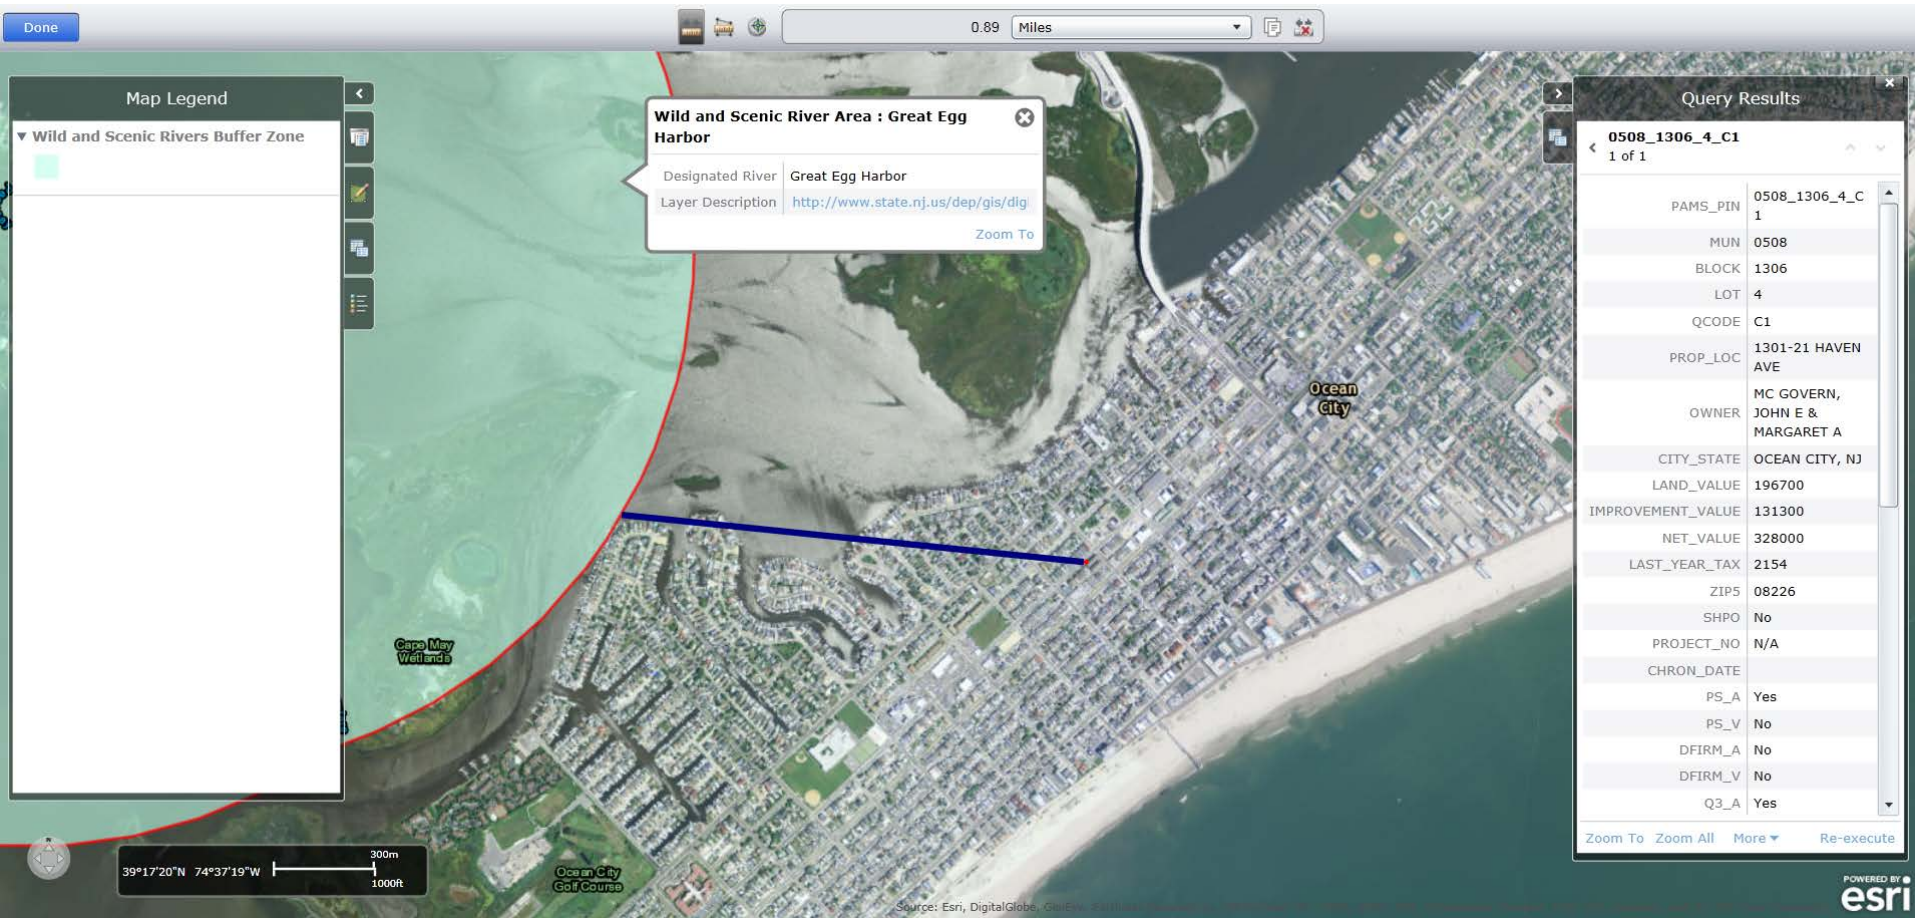 Done
0.89 Miles
Map Legend
Wild and Scenic Rivers Buffer Zone
Wild and Scenic River Area : Great Egg
Harbor
Designated River Great Egg Harbor
Layer Description http://www.state.nj.us/dep/gis/dig
Zoom To
Ocean
City
Cape May
Wetlands
Ocean City
Golf Course
39°17'20"N 74°37'19"W
300m
1000ft
Query Results
0508_1306_4_C1
1 of 1
PAMS_PIN 0508_1306_4_C
1
MUN 0508
BLOCK 1306
LOT 4
QCODE C1
PROP_LOC 1301-21 HAVEN
AVE
OWNER MC GOVERN,
JOHN E &
MARGARET A
CITY_STATE OCEAN CITY, NJ
LAND_VALUE 196700
IMPROVEMENT_VALUE 131300
NET_VALUE 328000
LAST_YEAR_TAX 2154
ZIP5 08226
SHPO No
PROJECT_NO N/A
CHRON_DATE
PS_A Yes
PS_V No
DFIRM_A No
DFIRM_V No
Q3_A Yes
Zoom To Zoom All More Re-execute
POWERED BY
esri
Source: Esri, DigitalGlobe,